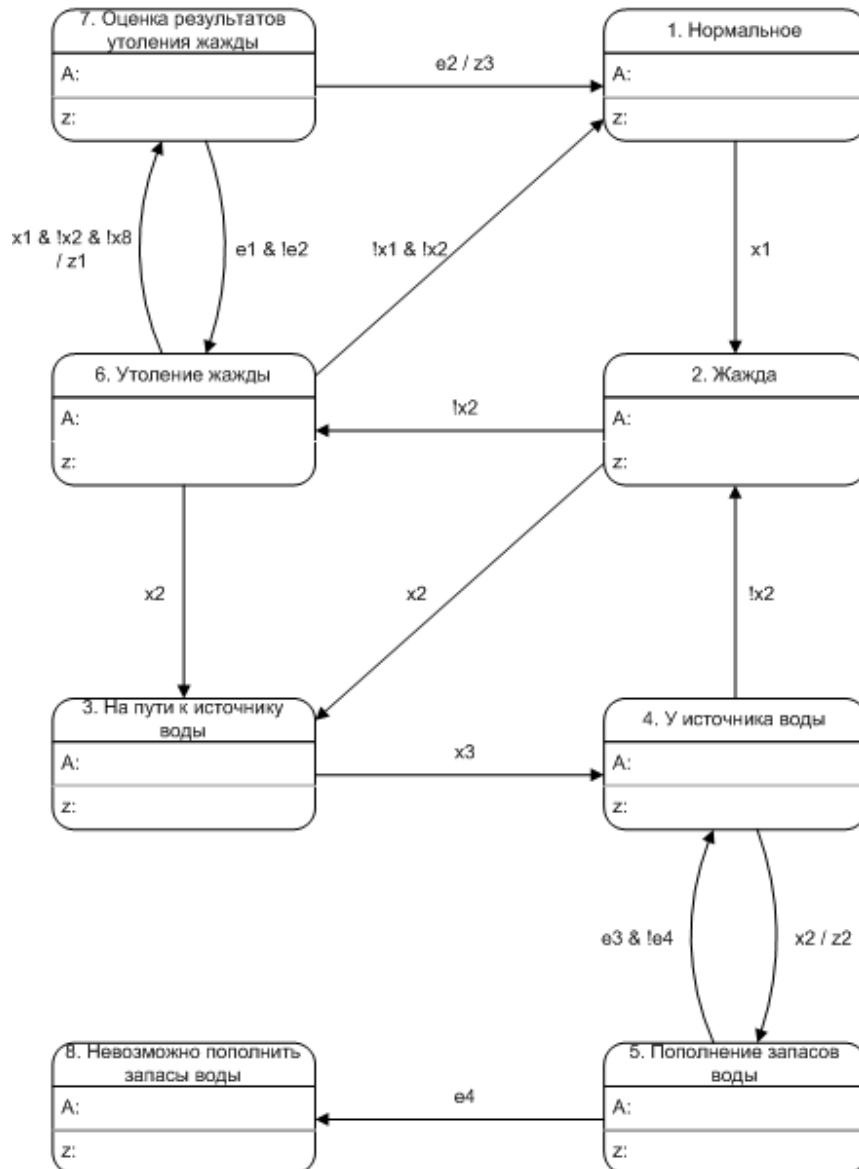 7. Оценка результатов
утоления жажды
A:
z:
e2 / z3
1. Нормальное
A:
z:
x1 & !x2 & !x8
/ z1
e1 & !e2
!x1 & !x2
x1
6. Утоление жажды
A:
z:
!x2
2. Жажда
A:
z:
x2
x2
!x2
3. На пути к источнику
воды
A:
z:
x3
4. У источника воды
A:
z:
e3 & !e4
x2 / z2
8. Невозможно пополнить
запасы воды
A:
z:
e4
5. Пополнение запасов
воды
A:
z: